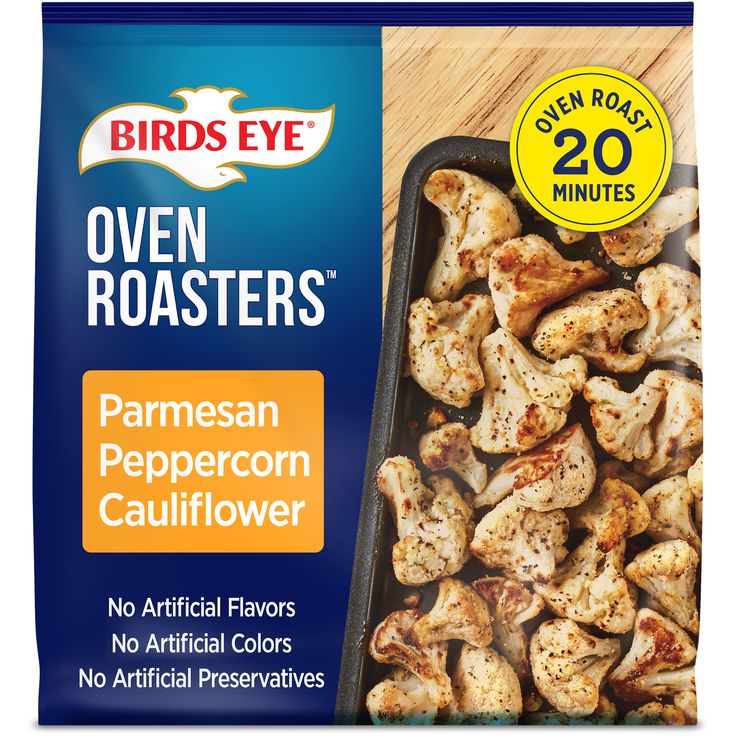 BIRDS EYE®
OVEN
ROASTERS™
Parmesan
Peppercorn
Cauliflower
No Artificial Flavors
No Artificial Colors
No Artificial Preservatives
OVEN ROAST
20
MINUTES